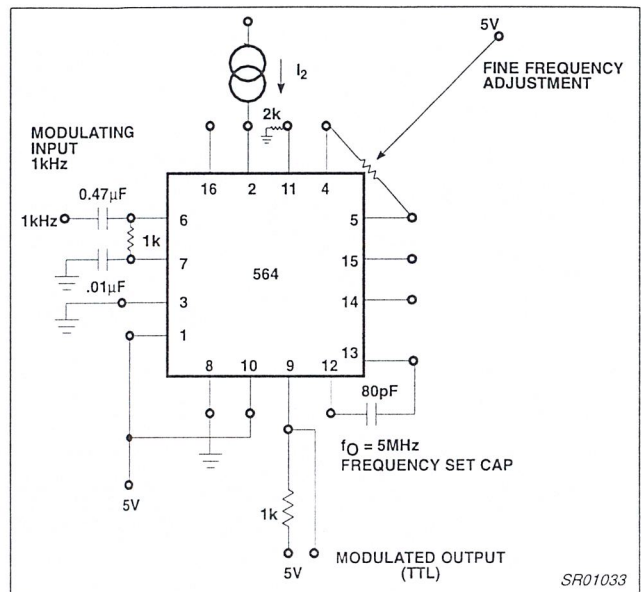 5V
FINE FREQUENCY
ADJUSTMENT
I2
2k
MODULATING
INPUT
1kHz
16
2
11
4
0.47µF
1kHz
6
5
1k
7
15
564
.01µF
3
14
1
13
8
10
9
12
80pF
fO = 5MHz
FREQUENCY SET CAP
5V
1k
5V
MODULATED OUTPUT
(TTL)
SR01033